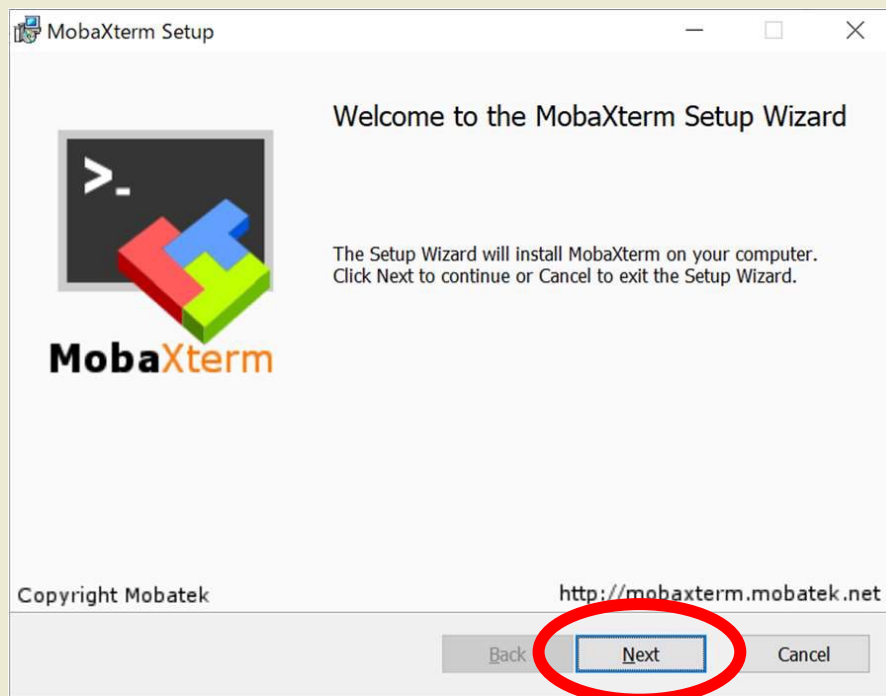 MobaXterm Setup
Welcome to the MobaXterm Setup Wizard
>_
The Setup Wizard will install MobaXterm on your computer.
Click Next to continue or Cancel to exit the Setup Wizard.
MobaXterm
Copyright Mobatek
http://mobaxterm.mobatek.net
Back
Next
Cancel